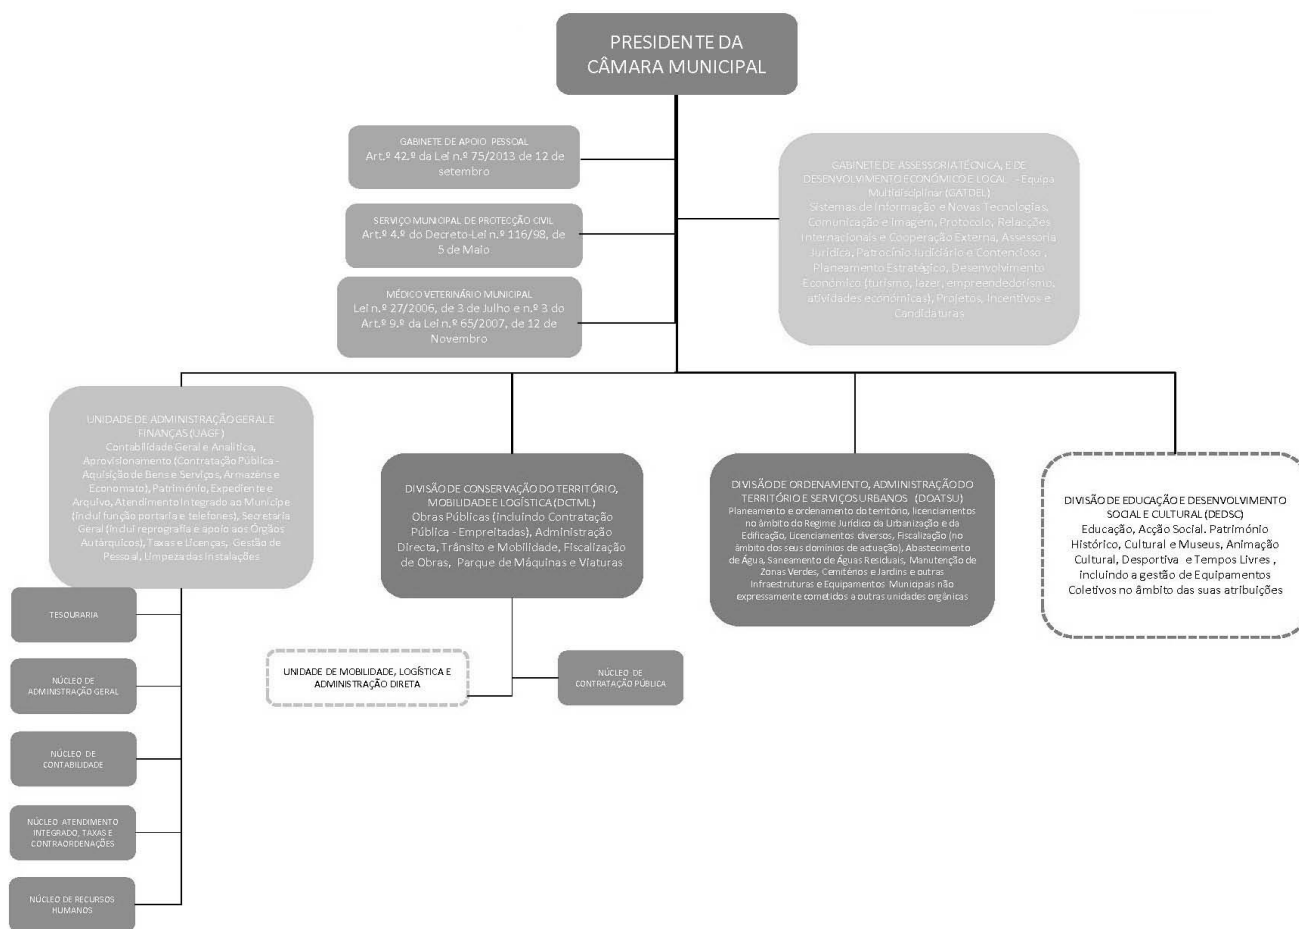 PRESIDENTE DA
CÂMARA MUNICIPAL
GABINETE DE APOIO PESSOAL
Art.º 42.º da Lei n.º 75/2013 de 12 de
setembro
SERVIÇO MUNICIPAL DE PROTECÇÃO CIVIL
Art.º 4.º do Decreto-Lei n.º 116/98, de
5 de Maio
MÉDICO VETERINÁRIO MUNICIPAL
Lei n.º 27/2006, de 3 de Julho e n.º 3 do
Art.º 9.º da Lei n.º 65/2007, de 12 de
Novembro
GABINETE DE ASSESSORIA TÉCNICA, E DE
DESENVOLVIMENTO ECONÓMICO E LOCAL - Equipa
Multidisciplinar (GATDEL)
Sistemas de Informação e Novas Tecnologias,
Comunicação e Imagem, Protocolo, Relacções
Internacionais e Cooperação Externa, Assessoria
Jurídica, Patrocínio Judiciário e Contencioso ,
Planeamento Estratégico, Desenvolvimento
Económico (turismo, lazer, empreendedorismo,
atividades económicas), Projetos, Incentivos e
Candidaturas
UNIDADE DE ADMINISTRAÇÃO GERAL E
FINANÇAS (UAGF)
Contabilidade Geral e Analítica,
Aprovisionamento (Contratação Pública -
Aquisição de Bens e Serviços, Armazéns e
Economato), Património, Expediente e
Arquivo, Atendimento Integrado ao Munícipe
(inclui função portaria e telefones), Secretaria
Geral (inclui reprografia e apoio aos Órgãos
Autárquicos), Taxas e Licenças, Gestão de
Pessoal, Limpeza das instalações
DIVISÃO DE CONSERVAÇÃO DO TERRITÓRIO,
MOBILIDADE E LOGÍSTICA (DCTML)
Obras Públicas (incluindo Contratação
Pública - Empreitadas), Administração
Directa, Trânsito e Mobilidade, Fiscalização
de Obras, Parque de Máquinas e Viaturas
DIVISÃO DE ORDENAMENTO, ADMINISTRAÇÃO DO
TERRITÓRIO E SERVIÇOS URBANOS (DOATSU)
Planeamento e ordenamento do território, licenciamentos
no âmbito do Regime Jurídico da Urbanização e da
Edificação, Licenciamentos diversos, Fiscalização (no
âmbito dos seus domínios de actuação), Abastecimento
de Água, Saneamento de Águas Residuais, Manutenção de
Zonas Verdes, Cemitérios e Jardins e outras
Infraestruturas e Equipamentos Municipais não
expressamente cometidos a outras unidades orgânicas
DIVISÃO DE EDUCAÇÃO E DESENVOLVIMENTO
SOCIAL E CULTURAL (DEDSC)
Educação, Acção Social. Património
Histórico, Cultural e Museus, Animação
Cultural, Desportiva e Tempos Livres ,
incluindo a gestão de Equipamentos
Coletivos no âmbito das suas atribuições
TESOURARIA
NÚCLEO DE
ADMINISTRAÇÃO GERAL
NÚCLEO DE
CONTABILIDADE
NÚCLEO ATENDIMENTO
INTEGRADO, TAXAS E
CONTRAORDENAÇÕES
NÚCLEO DE RECURSOS
HUMANOS
UNIDADE DE MOBILIDADE, LOGÍSTICA E
ADMINISTRAÇÃO DIRETA
NÚCLEO DE
CONTRATAÇÃO PÚBLICA